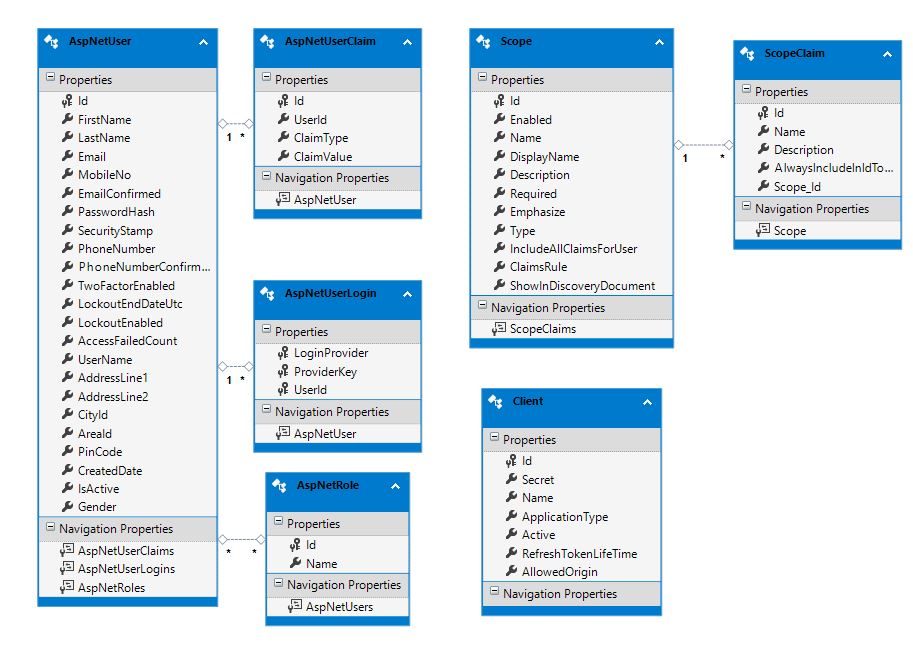 AspNetUser
Properties
Id
FirstName
LastName
Email
MobileNo
EmailConfirmed
PasswordHash
SecurityStamp
PhoneNumber
PhoneNumberConfirm...
TwoFactorEnabled
LockoutEndDateUtc
LockoutEnabled
AccessFailedCount
UserName
AddressLine1
AddressLine2
CityId
AreaId
PinCode
CreatedDate
IsActive
Gender
Navigation Properties
AspNetUserClaims
AspNetUserLogins
AspNetRoles
1 *
AspNetUserClaim
Properties
Id
UserId
ClaimType
ClaimValue
Navigation Properties
AspNetUser
1 *
AspNetUserLogin
Properties
LoginProvider
ProviderKey
UserId
Navigation Properties
AspNetUser
* *
AspNetRole
Properties
Id
Name
Navigation Properties
AspNetUsers
Scope
Properties
Id
Enabled
Name
DisplayName
Description
Required
Emphasize
Type
IncludeAllClaimsForUser
ClaimsRule
ShowInDiscoveryDocument
Navigation Properties
ScopeClaims
1 *
ScopeClaim
Properties
Id
Name
Description
AlwaysIncludeInIdTo...
Scope_Id
Navigation Properties
Scope
Client
Properties
Id
Secret
Name
ApplicationType
Active
RefreshTokenLifeTime
AllowedOrigin
Navigation Properties